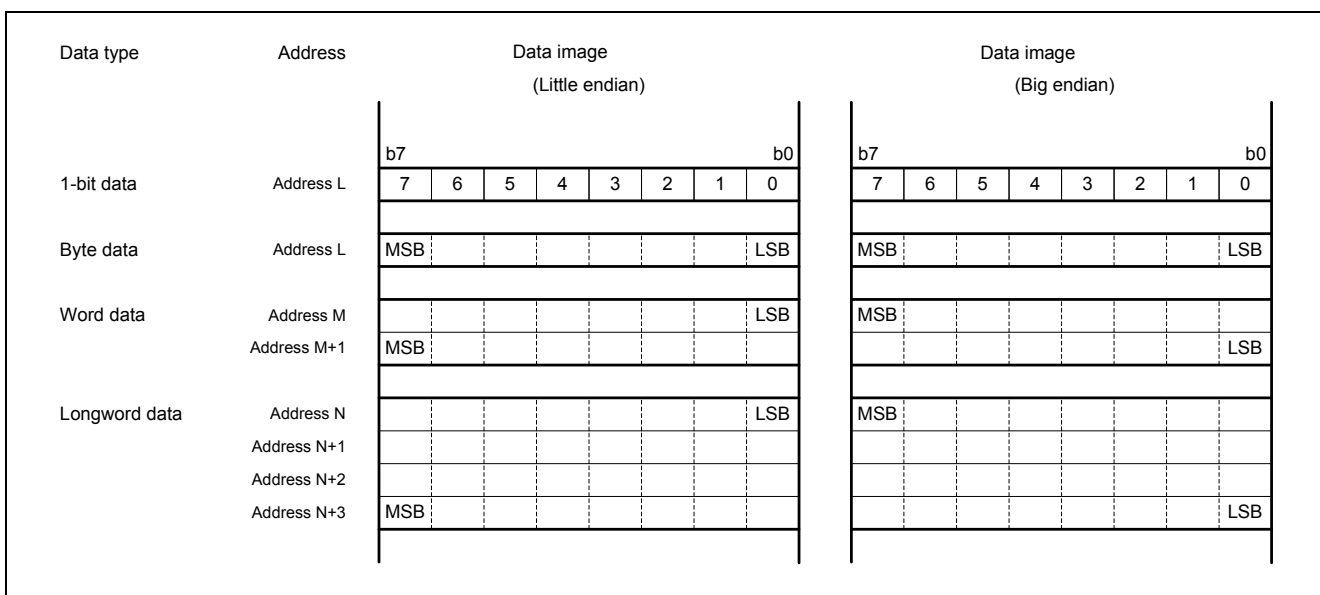 Data type Address Data image Data image
(Little endian) (Big endian)
b7 b0 b7 b0
1-bit data Address L 7 6 5 4 3 2 1 0 7 6 5 4 3 2 1 0
Byte data Address L MSB LSB MSB LSB
Word data Address M LSB MSB
Address M+1 MSB LSB
Longword data Address N LSB MSB
Address N+1
Address N+2
Address N+3 MSB LSB